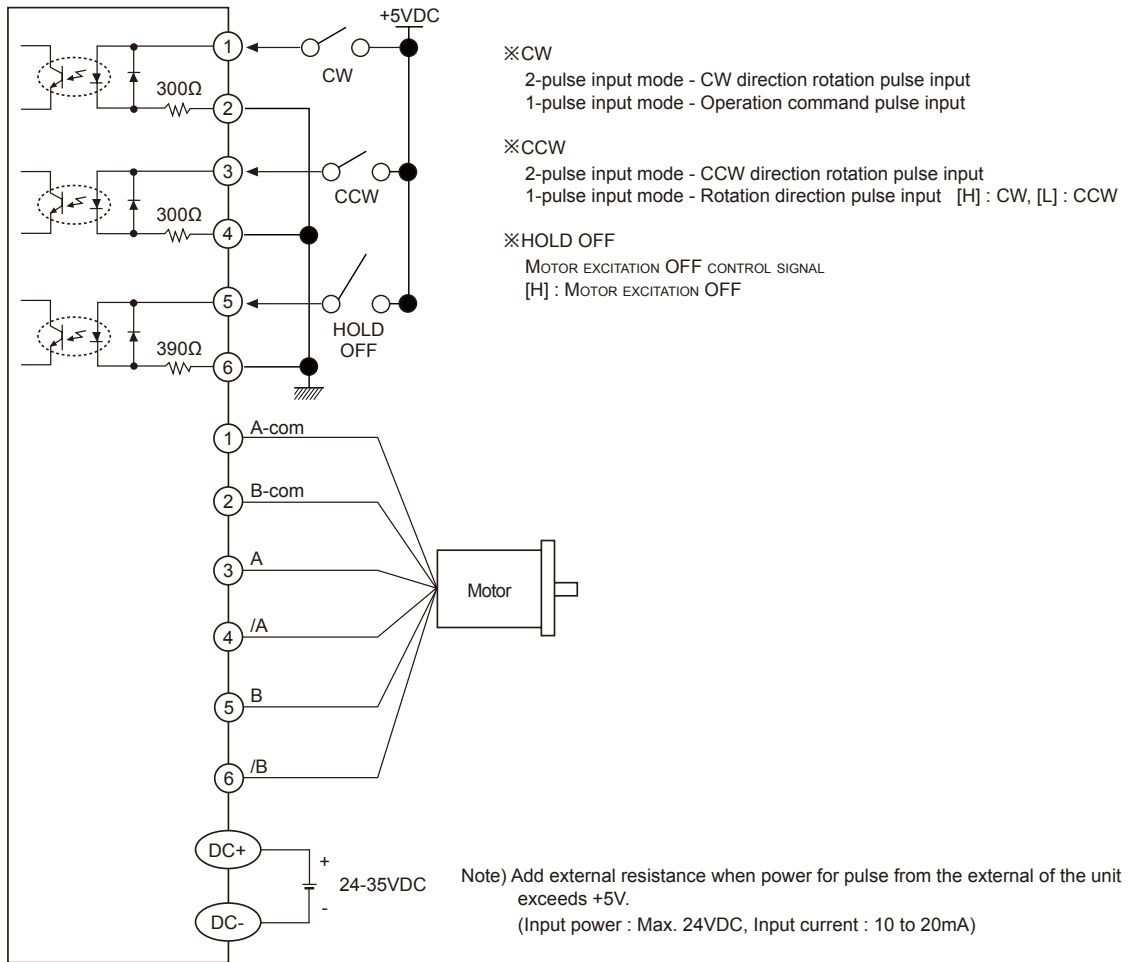 +5VDC
1
CW
300Ω
2
3
CCW
300Ω
4
5
HOLD
OFF
390Ω
6
※CW
2-pulse input mode - CW direction rotation pulse input
1-pulse input mode - Operation command pulse input
※CCW
2-pulse input mode - CCW direction rotation pulse input
1-pulse input mode - Rotation direction pulse input [H] : CW, [L] : CCW
※HOLD OFF
MOTOR EXCITATION OFF CONTROL SIGNAL
[H] : MOTOR EXCITATION OFF
1 A-com
2 B-com
3 A
4 /A
5 B
6 /B
Motor
DC+
+
24-35VDC
-
DC-
Note) Add external resistance when power for pulse from the external of the unit
exceeds +5V.
(Input power : Max. 24VDC, Input current : 10 to 20mA)